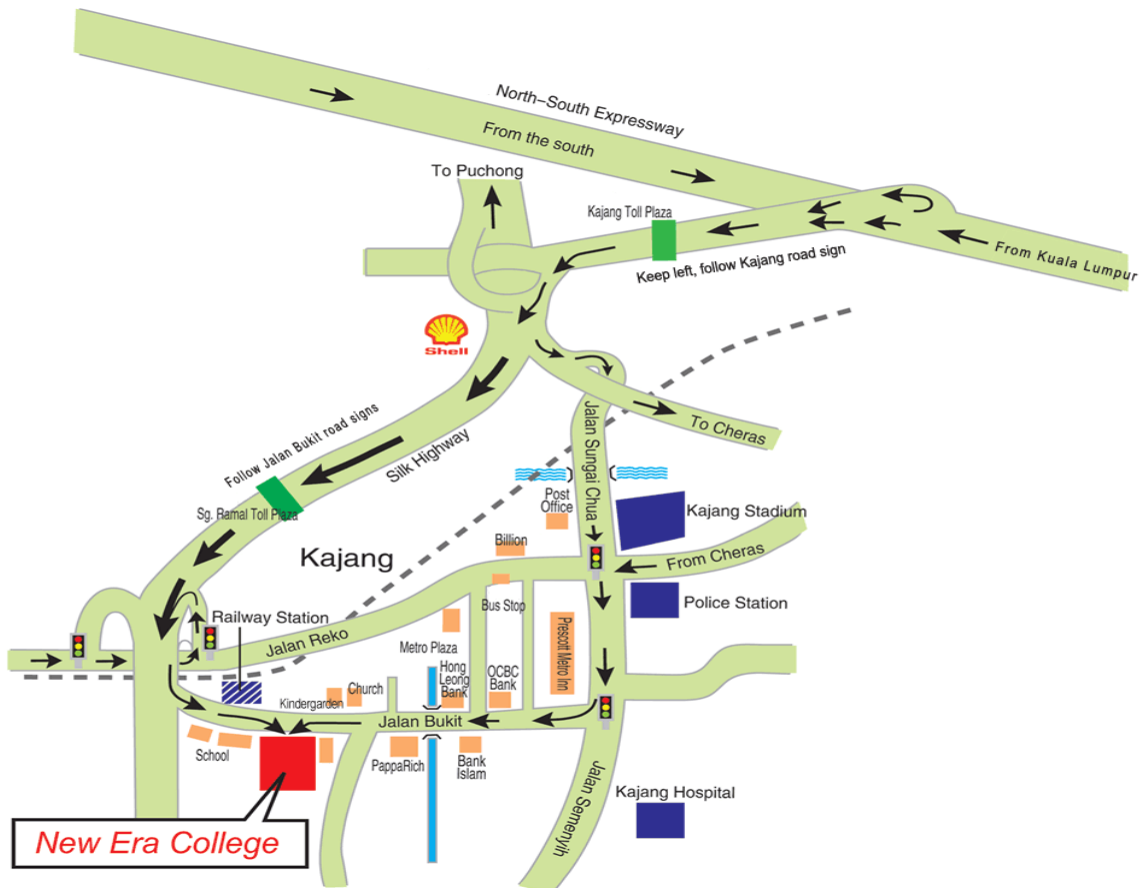 North–South Expressway
From the south
To Puchong
Kajang Toll Plaza
From Kuala Lumpur
Keep left, follow Kajang road sign
Shell
Follow Jalan Bukit road signs
Silk Highway
Jalan Sungai Chua
To Cheras
Sg. Ramal Toll Plaza
Post
Office
Kajang Stadium
Kajang
Billion
From Cheras
Bus Stop
Police Station
Railway Station
Jalan Reko
Metro Plaza
Prescott Metro Inn
Hong
Leong
Bank
OCBC
Bank
Kindergarden
Church
Jalan Bukit
School
PappaRich
Bank
Islam
Jalan Semenyih
Kajang Hospital
New Era College